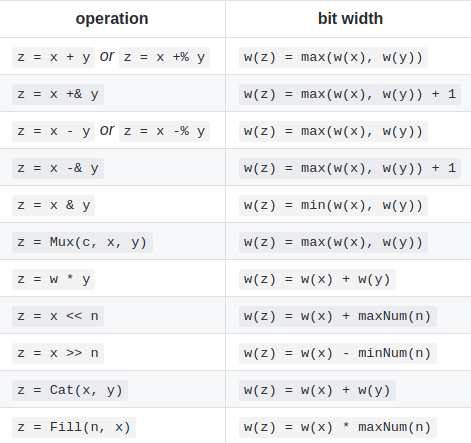 operation bit width
z = x + y or z = x +% y w(z) = max(w(x), w(y))
z = x +& y w(z) = max(w(x), w(y)) + 1
z = x - y or z = x -% y w(z) = max(w(x), w(y))
z = x -& y w(z) = max(w(x), w(y)) + 1
z = x & y w(z) = min(w(x), w(y))
z = Mux(c, x, y) w(z) = max(w(x), w(y))
z = w * y w(z) = w(x) + w(y)
z = x << n w(z) = w(x) + maxNum(n)
z = x >> n w(z) = w(x) - minNum(n)
z = Cat(x, y) w(z) = w(x) + w(y)
z = Fill(n, x) w(z) = w(x) * maxNum(n)